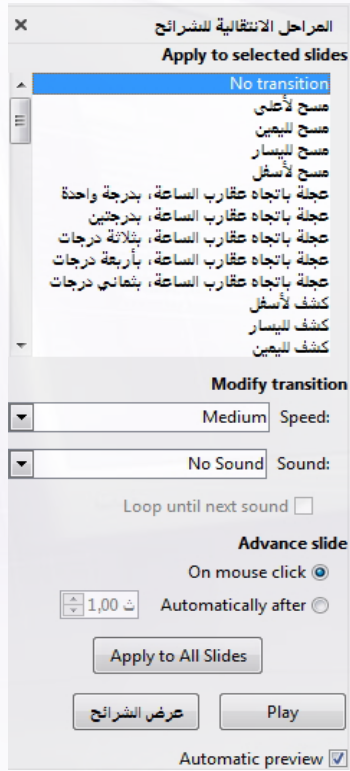 المراحل الانتقالية للشرائح
Apply to selected slides
No transition
مسح لأعلى
مسح لليمين
مسح لليسار
مسح لأسفل
عجلة باتجاه عقارب الساعة، بدرجة واحدة
عجلة باتجاه عقارب الساعة، بدرجتين
عجلة باتجاه عقارب الساعة، بثلاثة درجات
عجلة باتجاه عقارب الساعة، بأربعة درجات
عجلة باتجاه عقارب الساعة، بثماني درجات
كشف لأسفل
كشف لليسار
كشف لليمين
Modify transition
Speed: Medium
Sound: No Sound
Loop until next sound
Advance slide
On mouse click
Automatically after 1,00 ث
Apply to All Slides
Play عرض الشرائح
Automatic preview